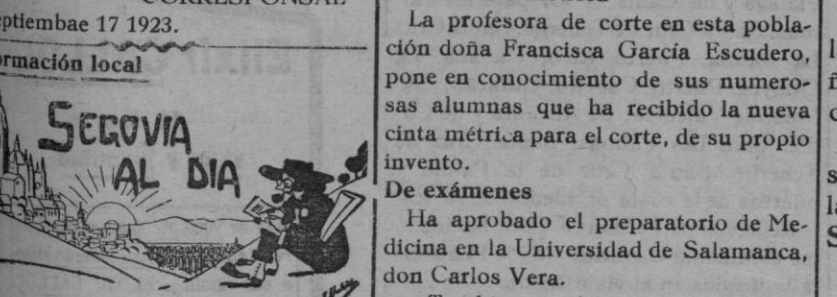 CORRESPONSAL
eptiembae 17 1923.
ormación local
SEGOVIA
AL DIA
La profesora de corte en esta pobla-
ción doña Francisca García Escudero,
pone en conocimiento de sus numero-
sas alumnas que ha recibido la nueva
cinta métrica para el corte, de su propio
invento.
De exámenes
Ha aprobado el preparatorio de Me-
dicina en la Universidad de Salamanca,
don Carlos Vera.